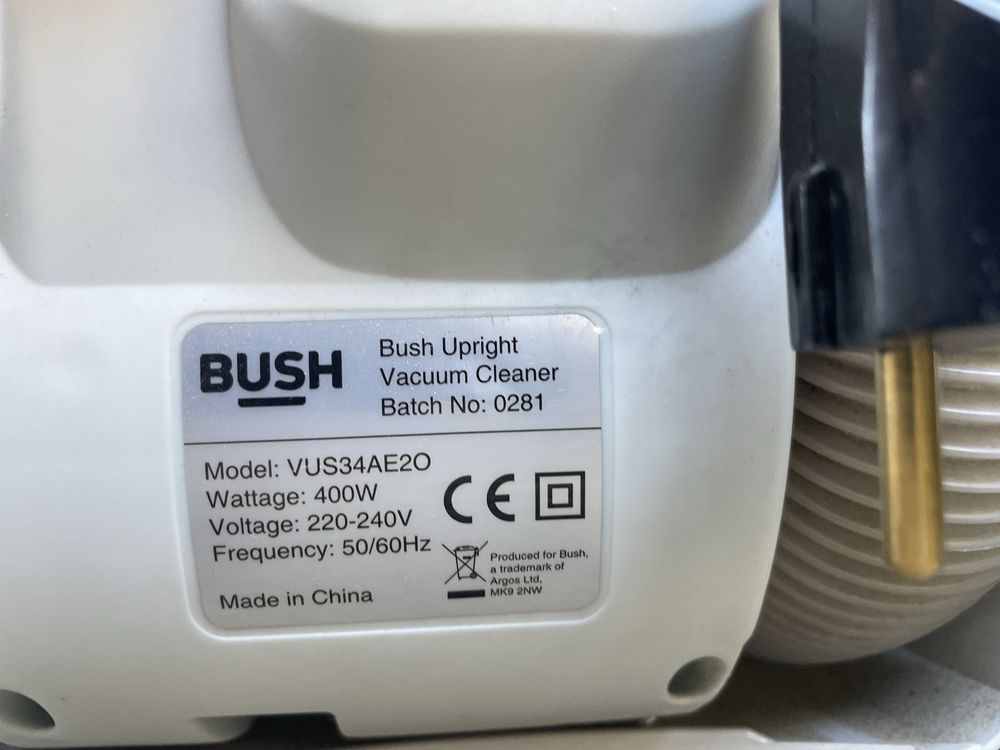 BUSH
Bush Upright
Vacuum Cleaner
Batch No: 0281
Model: VUS34AE2O
Wattage: 400W
Voltage: 220-240V
Frequency: 50/60Hz
Made in China
CE
Produced for Bush,
a trademark of
Argos Ltd,
MK9 2NW